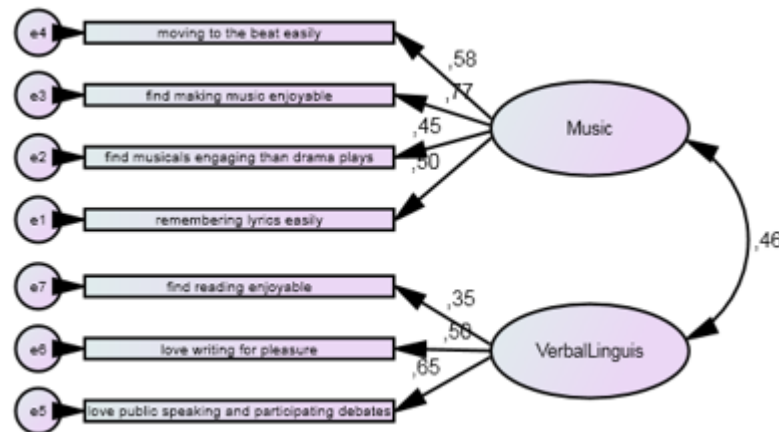 e4 moving to the beat easily
,58
e3 find making music enjoyable
,77
Music
,45
e2 find musicals engaging than drama plays
,50
e1 remembering lyrics easily
,46
e7 find reading enjoyable
,35
e6 love writing for pleasure
VerbalLinguis
,65
e5 love public speaking and participating debates